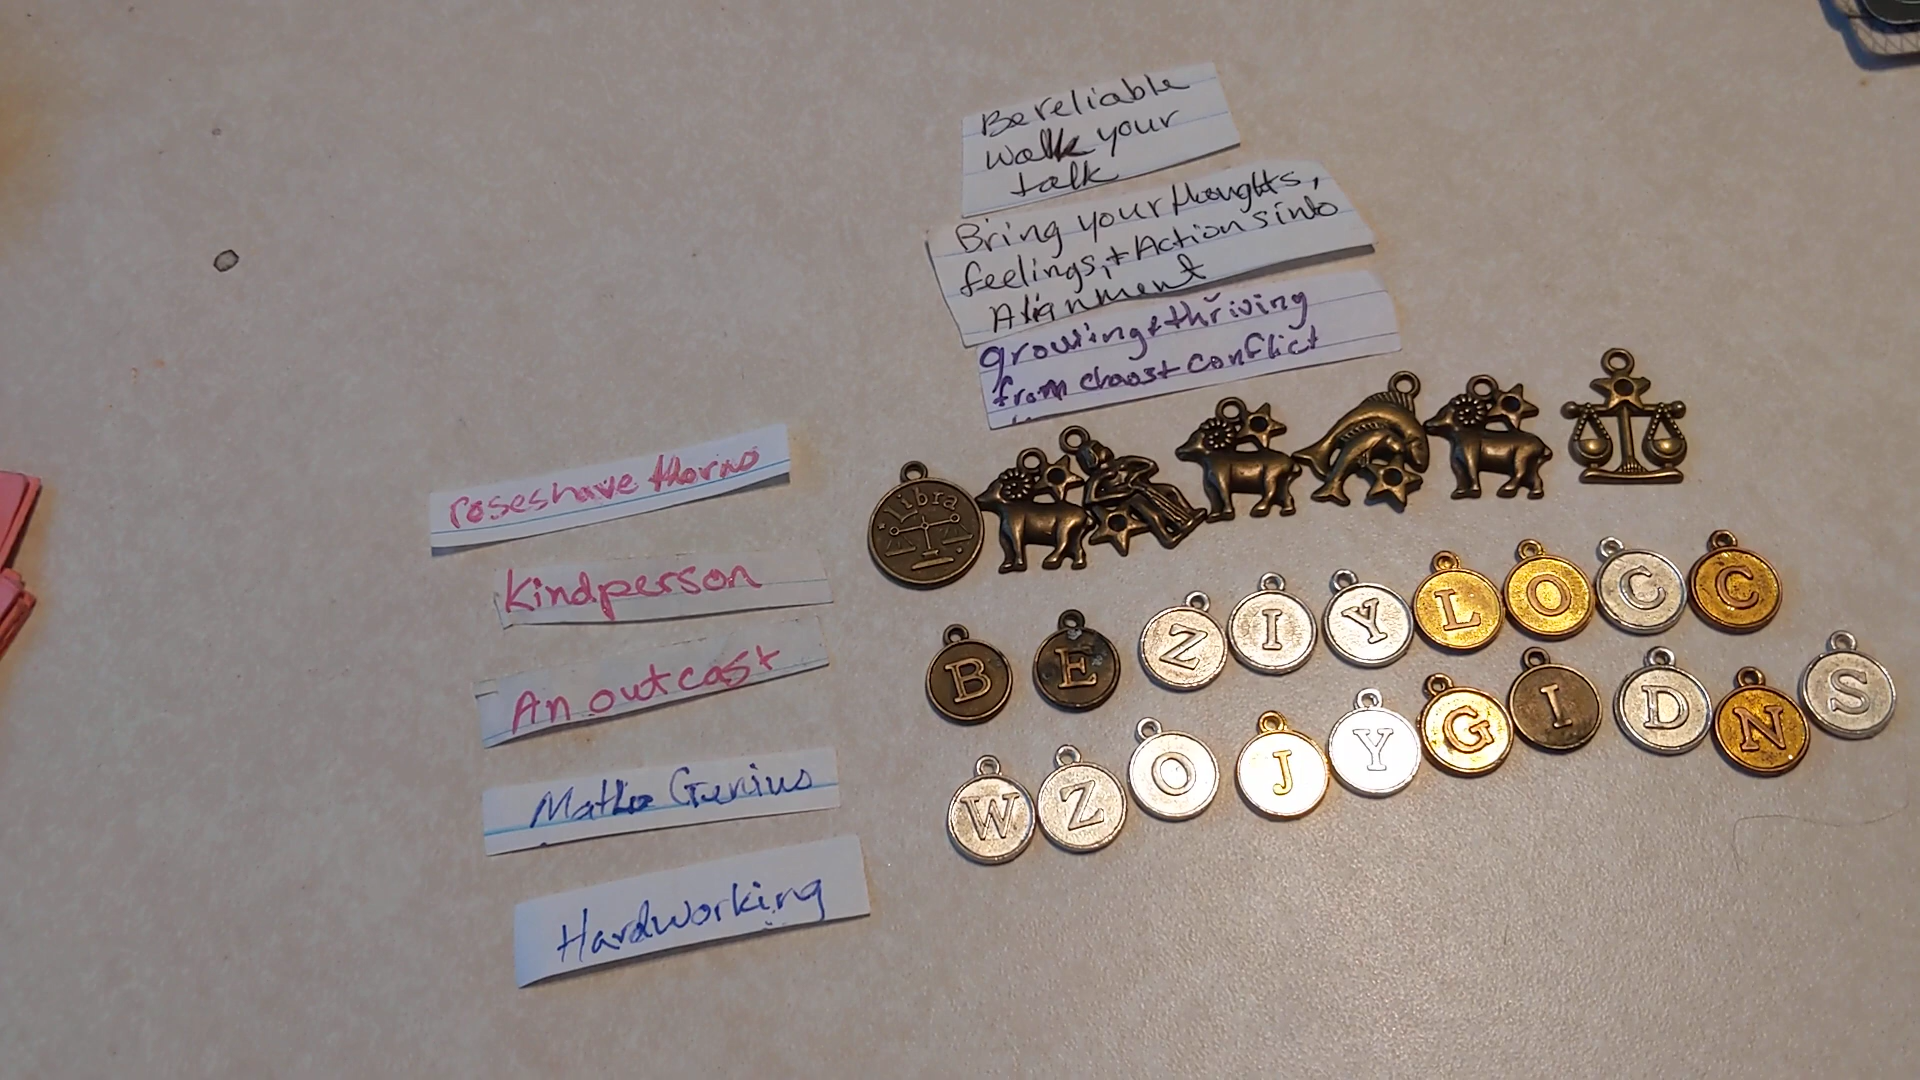 Be reliable
walk your
talk
Bring your thoughts,
feelings, + Actions into
Alignment
growing + thriving
from chaos + conflict
roses have thorns
Kind person
An outcast
Math Genius
Hardworking
libra
B E Z I Y L O C C
W Z O J Y G I D N S